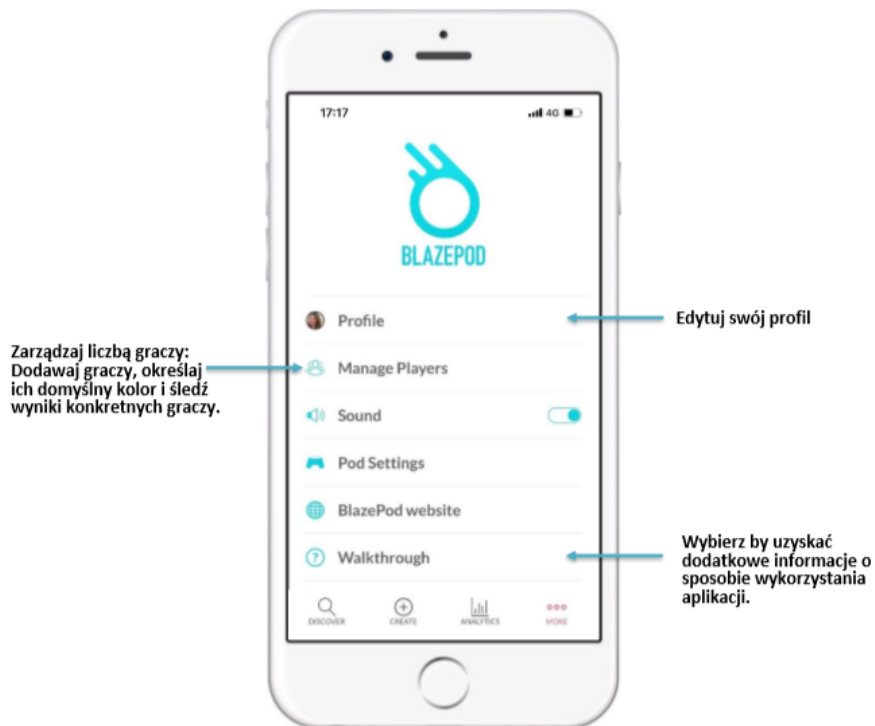 17:17
4G
BLAZEPOD
Profile
Edytuj swój profil
Zarządzaj liczbą graczy:
Dodawaj graczy, określaj
ich domyślny kolor i śledź
wyniki konkretnych graczy.
Manage Players
Sound
Pod Settings
BlazePod website
Walkthrough
Wybierz by uzyskać
dodatkowe informacje o
sposobie wykorzystania
aplikacji.
DISCOVER
CREATE
ANALYTICS
MORE